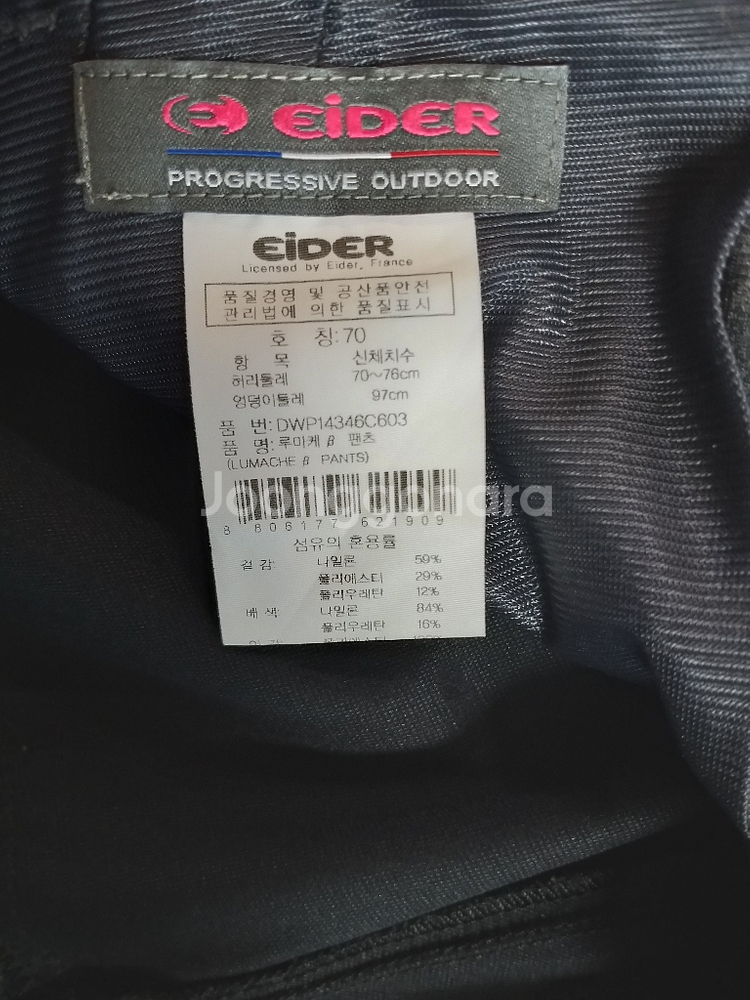 EiDER
PROGRESSIVE OUTDOOR
EiDER
Licensed by Eider, France
품질경영 및 공산품안전
관리법에 의한 품질표시
호 칭: 70
항 목 신체치수
허리둘레 70~76cm
엉덩이둘레 97cm
품 번: DWP14346C603
품 명: 루마케 β 팬츠
(LUMACHE β PANTS)
Joonggonara
8 806177 621909
섬유의 혼용률
겉 감: 나일론 59%
폴리에스터 29%
폴리우레탄 12%
배 색: 나일론 84%
폴리우레탄 16%